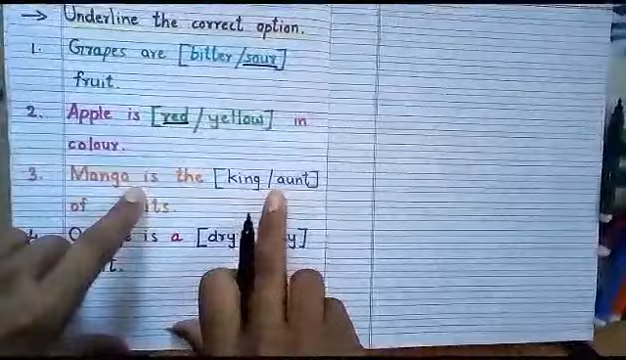 → Underline the correct option.
1. Grapes are [bitter/sour]
fruit.
2. Apple is [red/yellow] in
colour.
3. Mango is the [king/aunt]
of
is a [dry